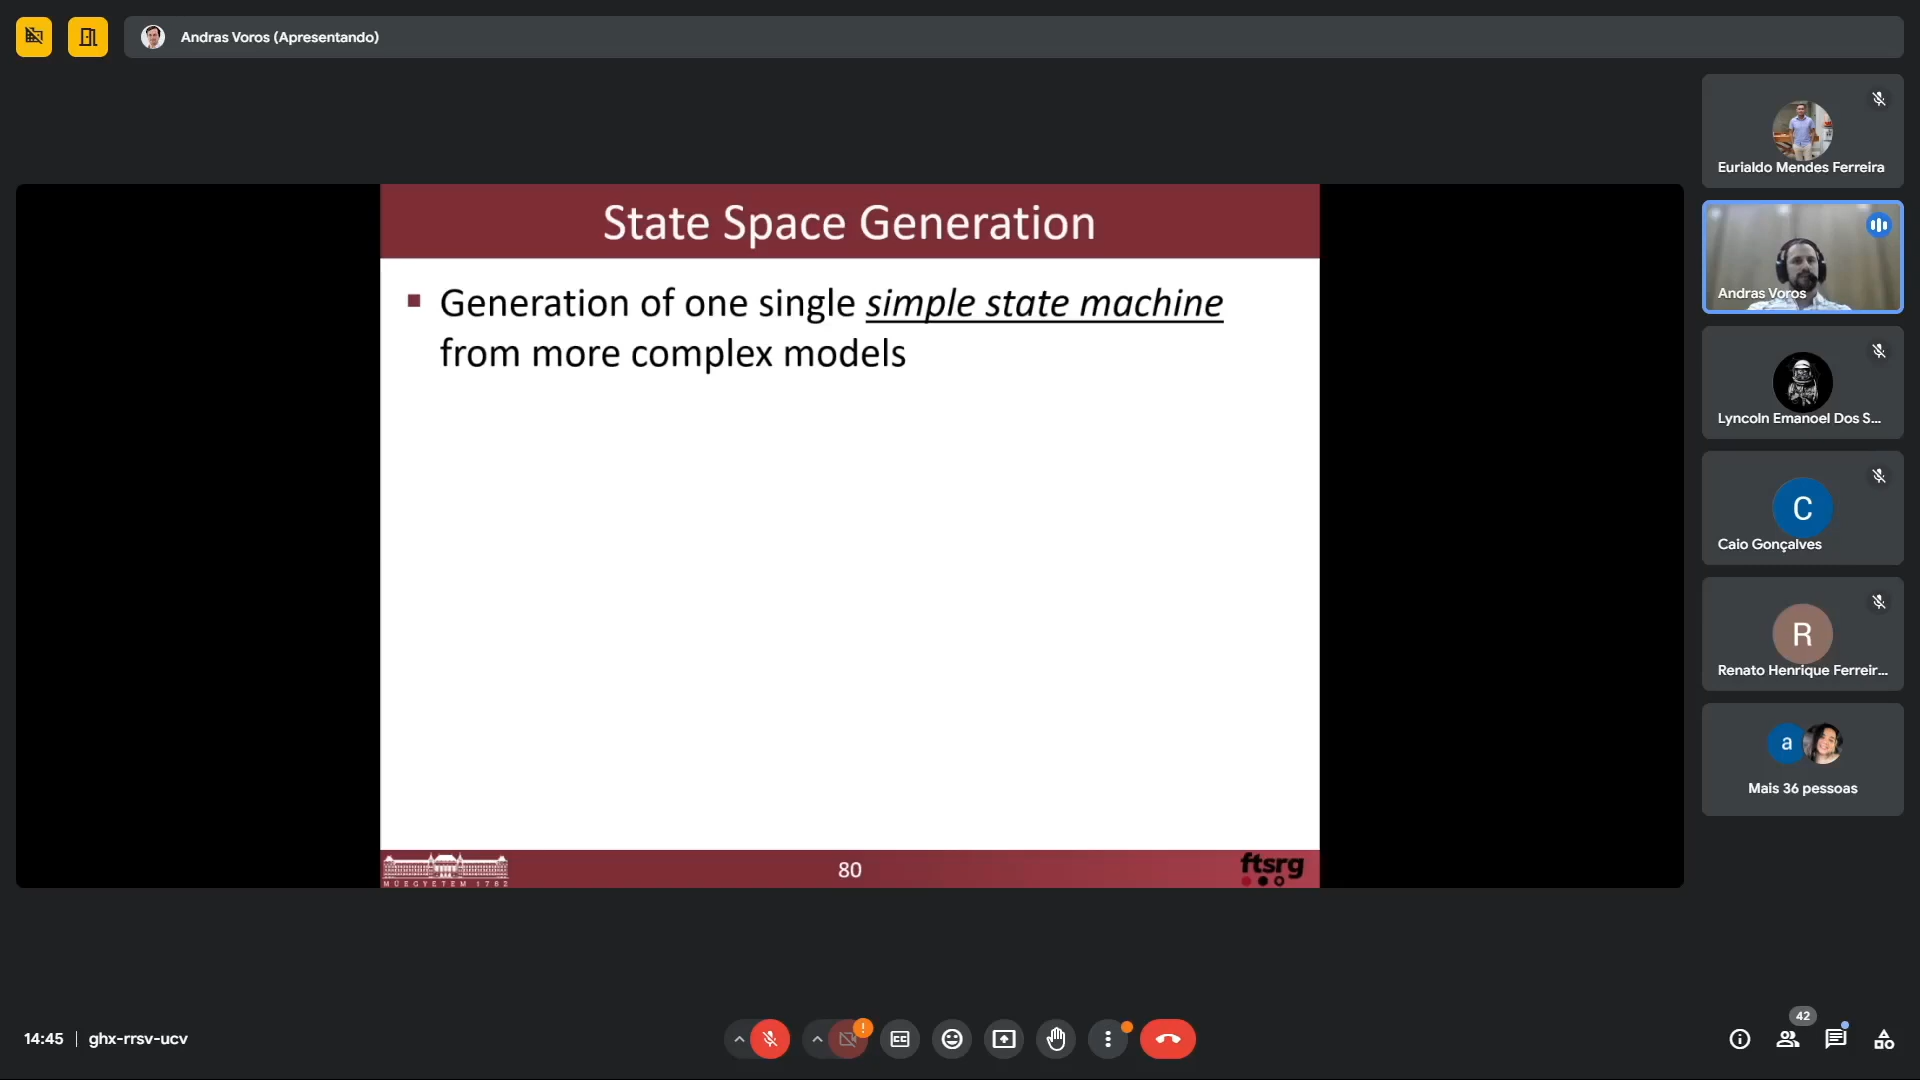 Andras Voros (Apresentando)
State Space Generation
Generation of one single simple state machine
from more complex models
MŰEGYETEM 1782
80
ftsrg
Eurialdo Mendes Ferreira
Andras Voros
Lyncoln Emanoel Dos S...
C
Caio Gonçalves
R
Renato Henrique Ferreir...
a
Mais 36 pessoas
14:45 | ghx-rrsv-ucv
CC
42